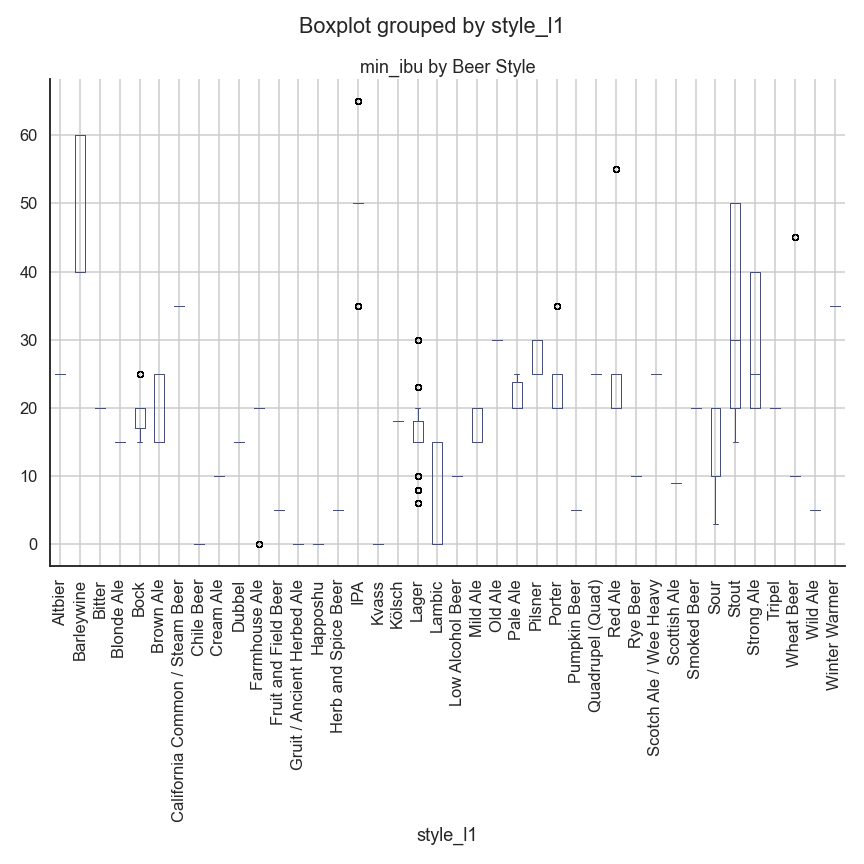 Boxplot grouped by style_l1
min_ibu by Beer Style
60
50
40
30
20
10
0
Altbier
Barleywine
Bitter
Blonde Ale
Bock
Brown Ale
California Common / Steam Beer
Chile Beer
Cream Ale
Dubbel
Farmhouse Ale
Fruit and Field Beer
Gruit / Ancient Herbed Ale
Happoshu
Herb and Spice Beer
IPA
Kvass
Kölsch
Lager
Lambic
Low Alcohol Beer
Mild Ale
Old Ale
Pale Ale
Pilsner
Porter
Pumpkin Beer
Quadrupel (Quad)
Red Ale
Rye Beer
Scotch Ale / Wee Heavy
Scottish Ale
Smoked Beer
Sour
Stout
Strong Ale
Tripel
Wheat Beer
Wild Ale
Winter Warmer
style_l1